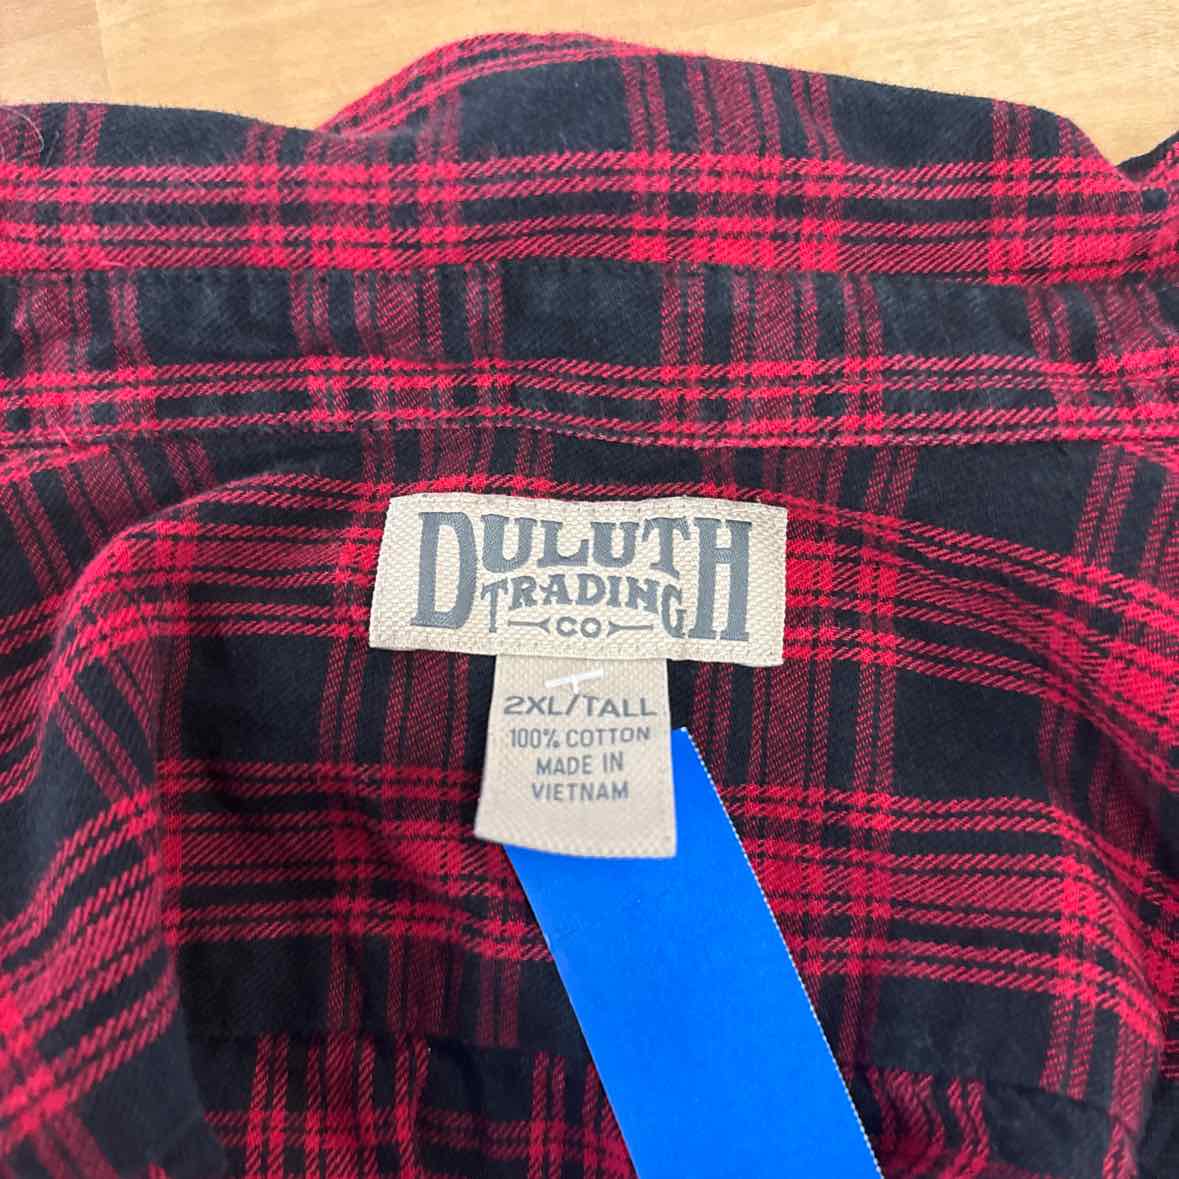 DULUTH
TRADING
CO
2XL/TALL
100% COTTON
MADE IN
VIETNAM